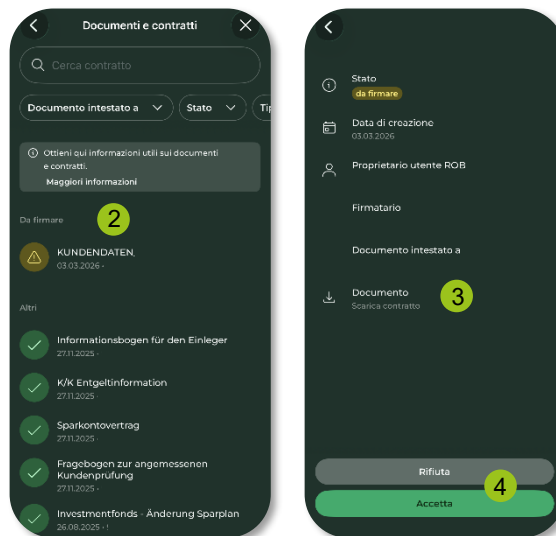 Documenti e contratti
Cerca contratto
Documento intestato a
Stato
Ottieni qui informazioni utili sui documenti
e contratti.
Maggiori informazioni
Da firmare
2
KUNDENDATEN,
03.03.2026 -
Altri
Informationsbogen für den Einleger
27.11.2025 -
K/K Entgeltinformation
27.11.2025 -
Sparkontovertrag
27.11.2025 -
Fragebogen zur angemessenen
Kundenprüfung
27.11.2025 -
Investmentfonds - Änderung Sparplan
26.08.2025 - !
Stato
da firmare
Data di creazione
03.03.2026
Proprietario utente ROB
Firmatario
Documento intestato a
Documento
Scarica contratto
3
Rifiuta
4
Accetta